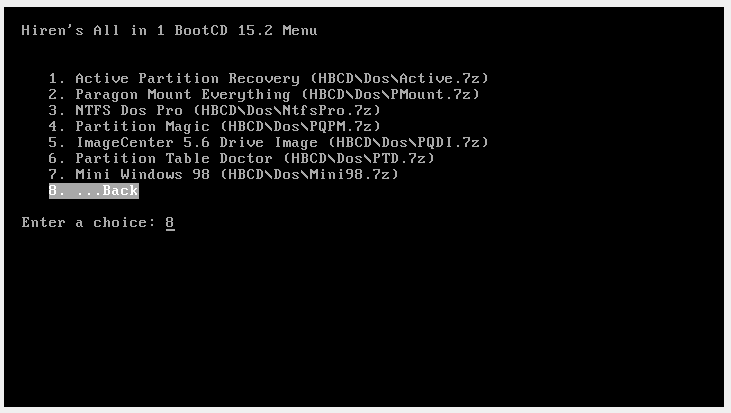 Hiren's All in 1 BootCD 15.2 Menu
1. Active Partition Recovery (HBCD\Dos\Active.7z)
2. Paragon Mount Everything (HBCD\Dos\PMount.7z)
3. NTFS Dos Pro (HBCD\Dos\NtfsPro.7z)
4. Partition Magic (HBCD\Dos\PQPM.7z)
5. ImageCenter 5.6 Drive Image (HBCD\Dos\PQDI.7z)
6. Partition Table Doctor (HBCD\Dos\PTD.7z)
7. Mini Windows 98 (HBCD\Dos\Mini98.7z)
8. ...Back
Enter a choice: 8